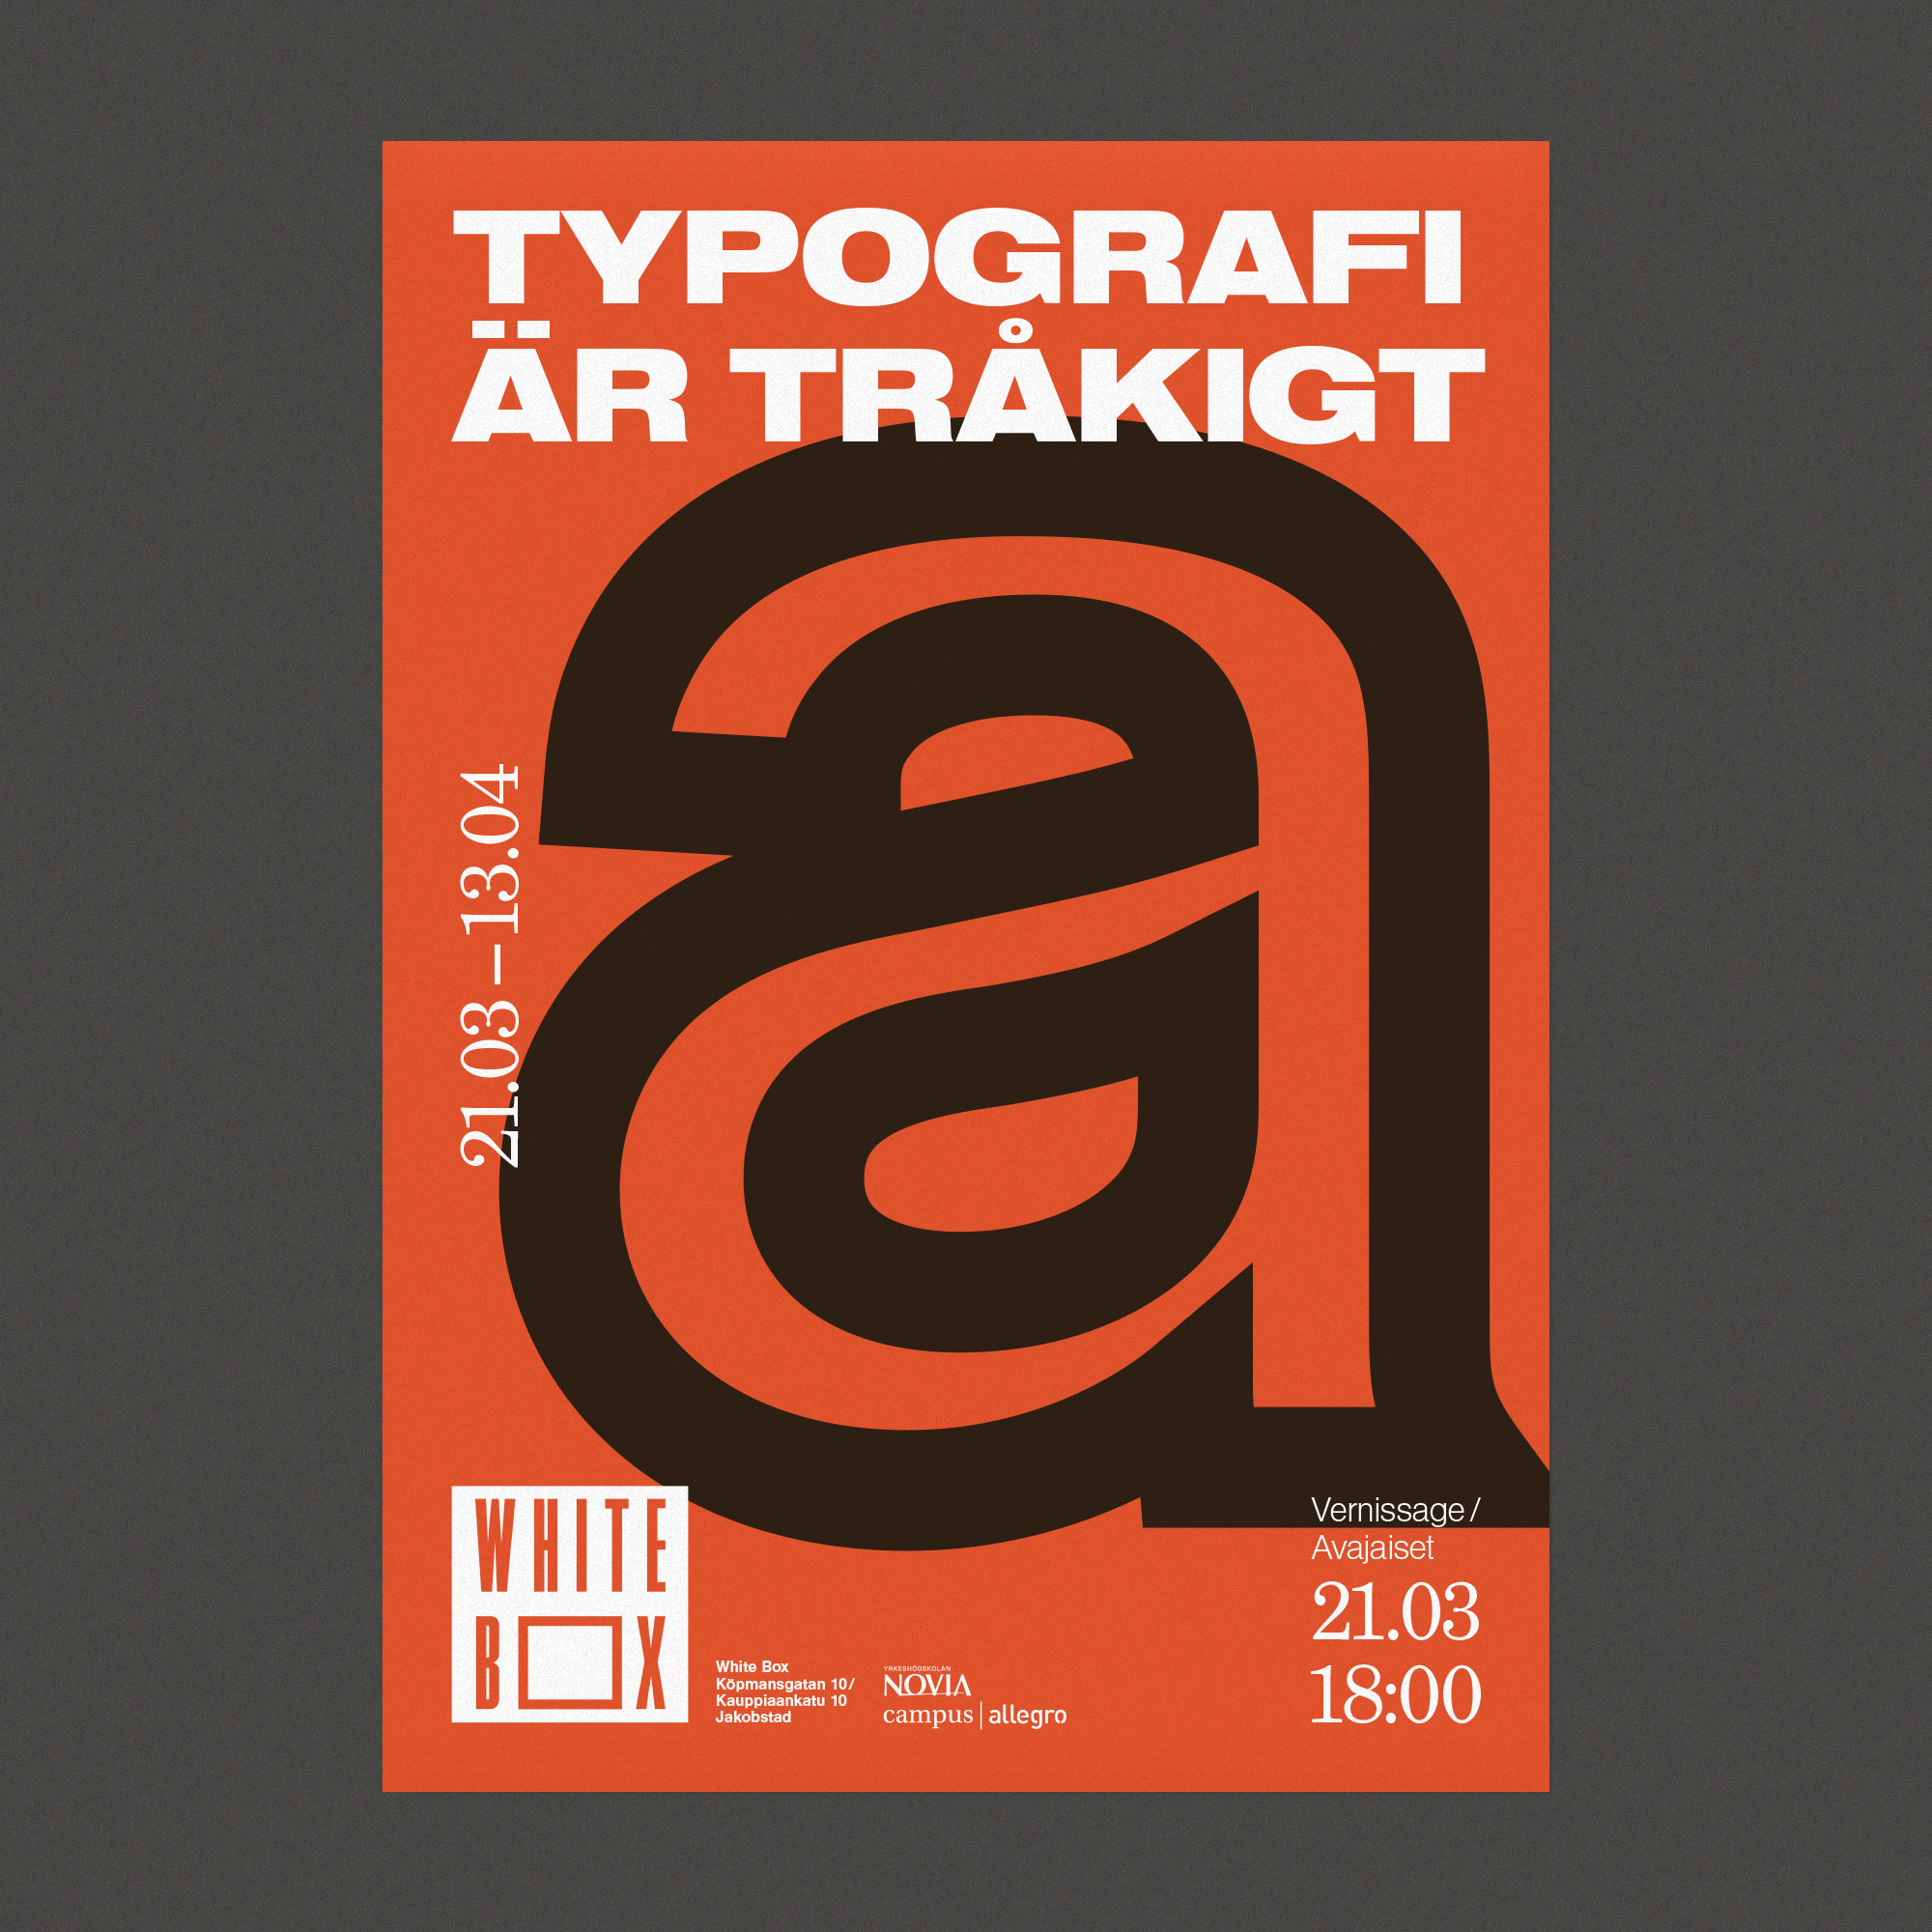 TYPOGRAFI
ÄR TRÅKIGT
a
21.03–13.04
WHITE
BOX
White Box
Köpmansgatan 10/
Kauppiaankatu 10
Jakobstad
YRKESHÖGSKOLAN
NOVIA
campus | allegro
Vernissage/
Avajaiset
21.03
18:00